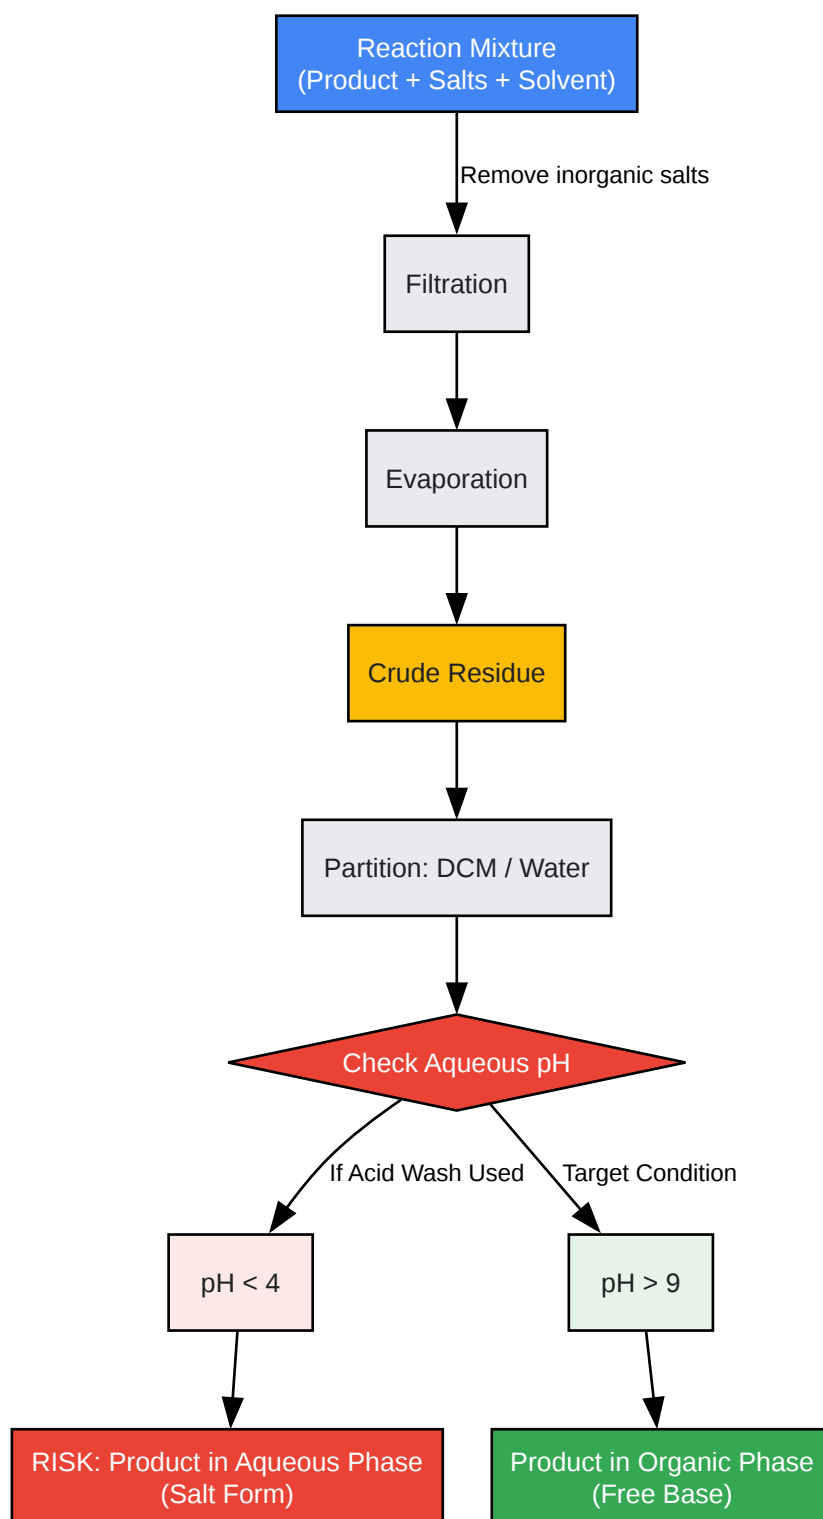 Reaction Mixture
(Product + Salts + Solvent)
Remove inorganic salts
Filtration
Evaporation
Crude Residue
Partition: DCM / Water
Check Aqueous pH
If Acid Wash Used
Target Condition
pH < 4
pH > 9
RISK: Product in Aqueous Phase
(Salt Form)
Product in Organic Phase
(Free Base)